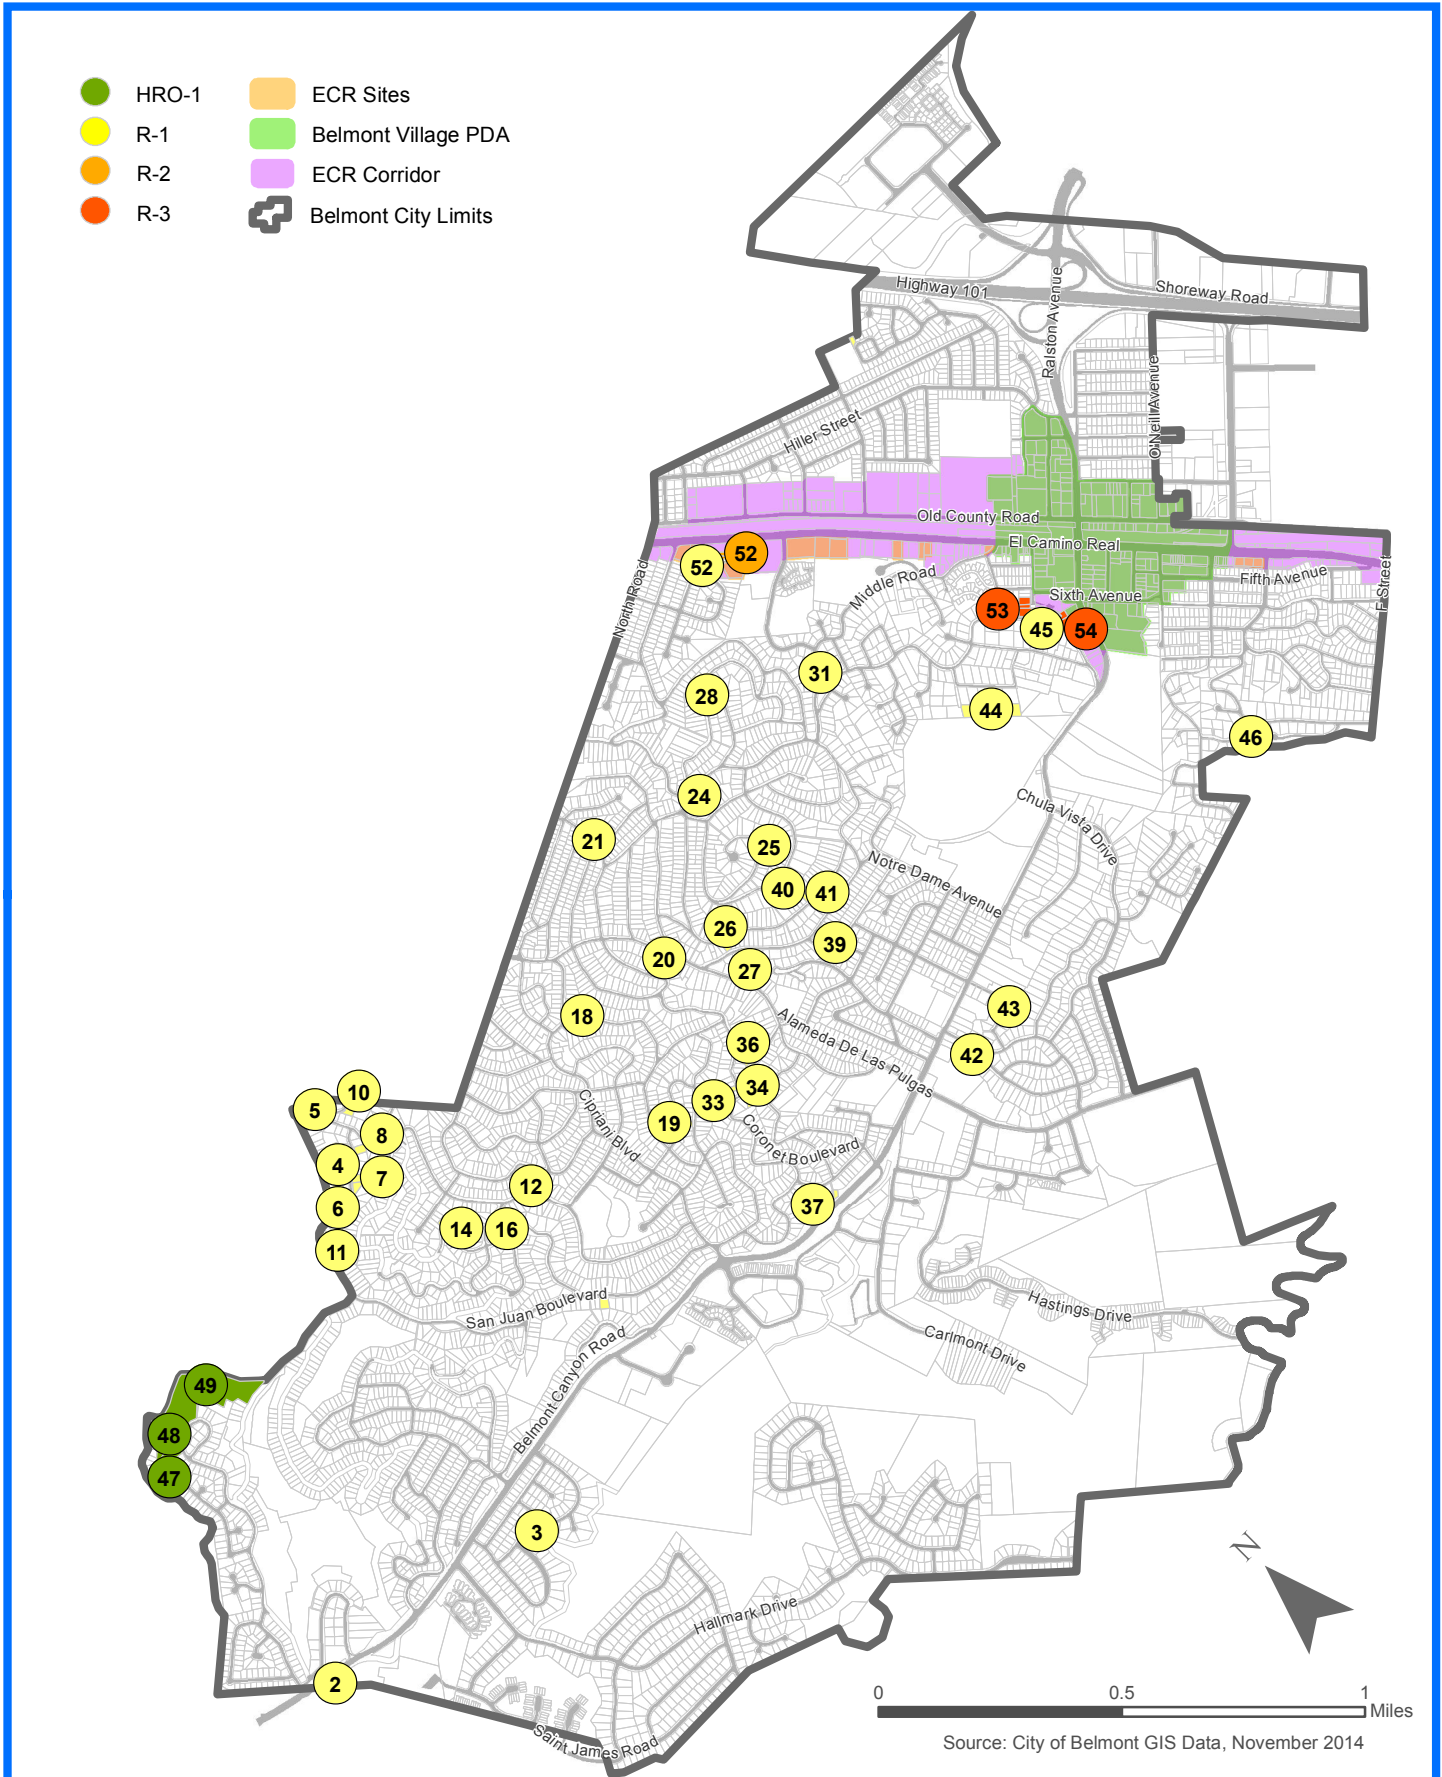 HRO-1
R-1
R-2
R-3
ECR Sites
Belmont Village PDA
ECR Corridor
Belmont City Limits
Highway 101
Shoreway Road
Ralston Avenue
O'Neill Avenue
Hiller Street
Old County Road
El Camino Real
Fifth Avenue
Sixth Avenue
F Street
North Road
Middle Road
52
52
53
45
54
31
28
44
46
24
Chula Vista Drive
21
25
Notre Dame Avenue
40
41
26
39
20
27
18
43
Alameda De Las Pulgas
36
42
34
33
19
Cipriani Blvd
Coronet Boulevard
10
5
8
4
7
6
11
12
14
16
37
San Juan Boulevard
Hastings Drive
Carlmont Drive
Belmont Canyon Road
49
48
47
3
Hallmark Drive
2
Saint James Road
N
0
0.5
1
Miles
Source: City of Belmont GIS Data, November 2014